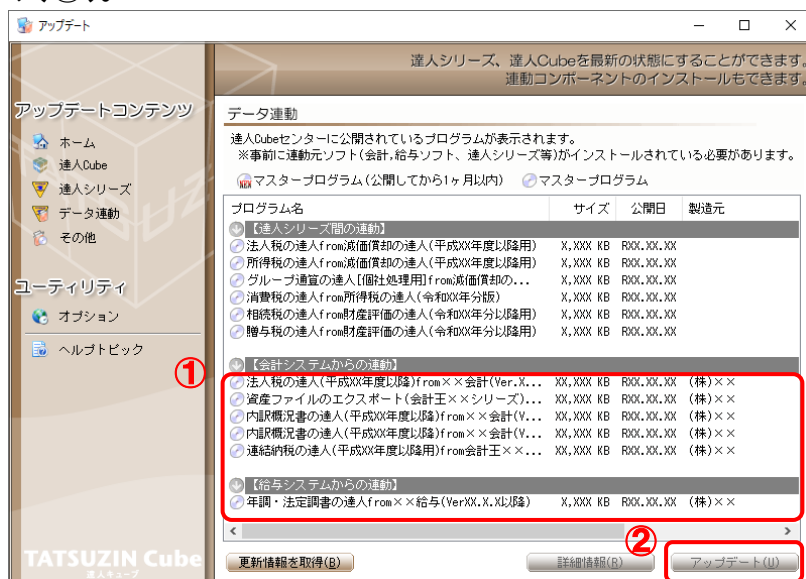 アップデート
達人シリーズ、達人Cubeを最新の状態にすることができます。
連動コンポーネントのインストールもできます。
アップデートコンテンツ
ホーム
達人Cube
達人シリーズ
データ連動
その他
ユーティリティ
オプション
ヘルプトピック
データ連動
達人Cubeセンターに公開されているプログラムが表示されます。
※事前に連動元ソフト(会計,給与ソフト、達人シリーズ等)がインストールされている必要があります。
マスタープログラム(公開してから1ヶ月以内) マスタープログラム
プログラム名 サイズ 公開日 製造元
【達人シリーズ間の連動】
法人税の達人from減価償却の達人(平成XX年度以降用) X,XXX KB RXX.XX.XX
所得税の達人from減価償却の達人(平成XX年度以降用) X,XXX KB RXX.XX.XX
グループ通算の達人[個社処理用]from減価償却の... X,XXX KB RXX.XX.XX
消費税の達人from所得税の達人(令和XX年分版) X,XXX KB RXX.XX.XX
相続税の達人from財産評価の達人(令和XX年分以降用) X,XXX KB RXX.XX.XX
贈与税の達人from財産評価の達人(令和XX年分以降用) X,XXX KB RXX.XX.XX
①
【会計システムからの連動】
法人税の達人(平成XX年度以降)from××会計(Ver.X... XX,XXX KB RXX.XX.XX (株)××
資産ファイルのエクスポート(会計王××シリーズ)... XX,XXX KB RXX.XX.XX (株)××
内訳概況書の達人(平成XX年度以降)from××会計(V... XX,XXX KB RXX.XX.XX (株)××
内訳概況書の達人(平成XX年度以降)from××会計(V... XX,XXX KB RXX.XX.XX (株)××
連結納税の達人(平成XX年度以降用)from会計王××... XX,XXX KB RXX.XX.XX (株)××
【給与システムからの連動】
年調・法定調書の達人from××給与(VerXX.X.X以降) X,XXX KB RXX.XX.XX (株)××
②
更新情報を取得(B) 詳細情報(R) アップデート(U)
TATSUZIN Cube
達人キューブ